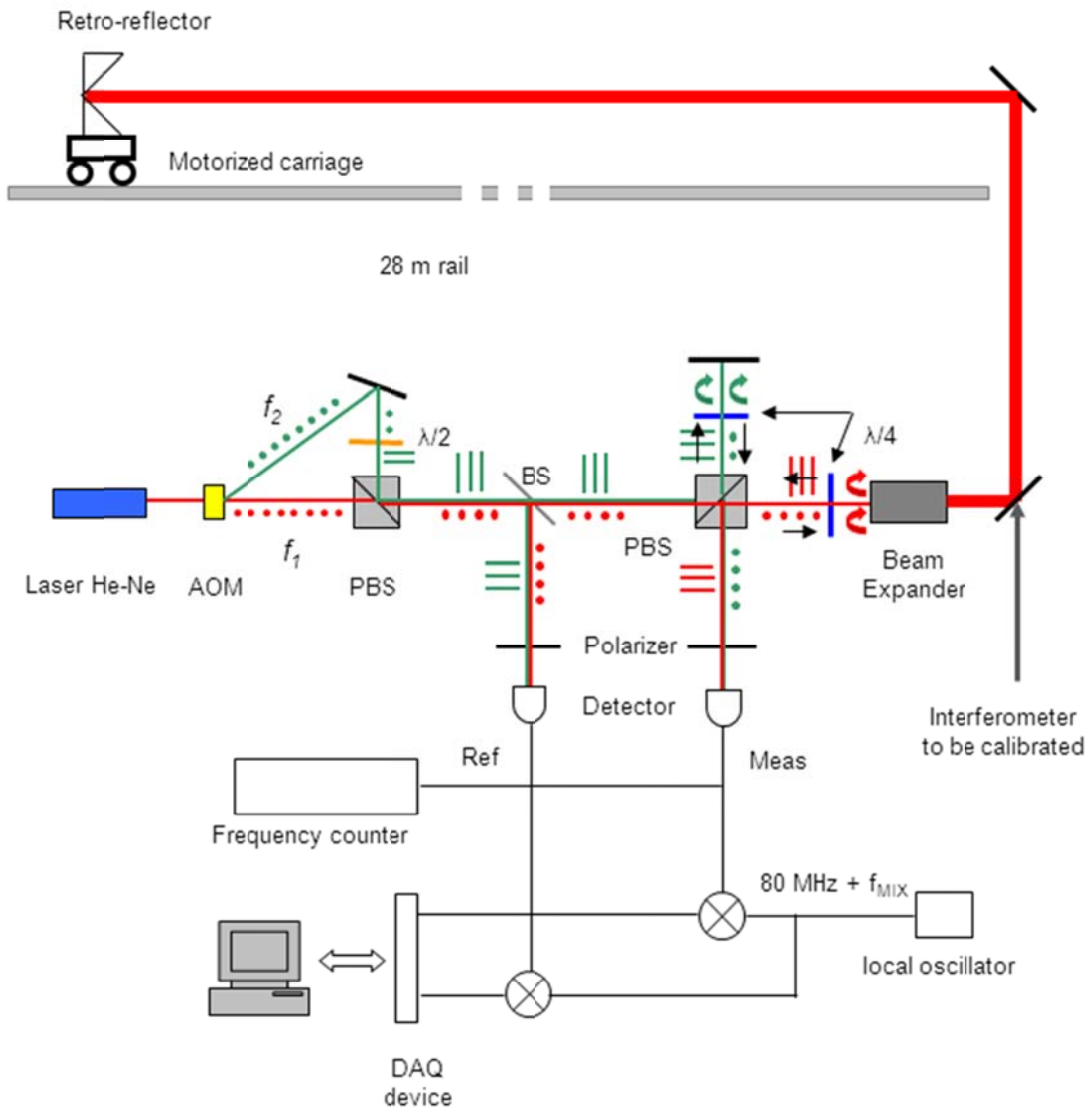 Retro-reflector
Motorized carriage
28 m rail
f2
λ/2
BS
λ/4
f1
PBS
Laser He-Ne
AOM
PBS
Beam
Expander
Polarizer
Detector
Interferometer
to be calibrated
Ref
Meas
Frequency counter
80 MHz + fMIX
local oscillator
DAQ
device